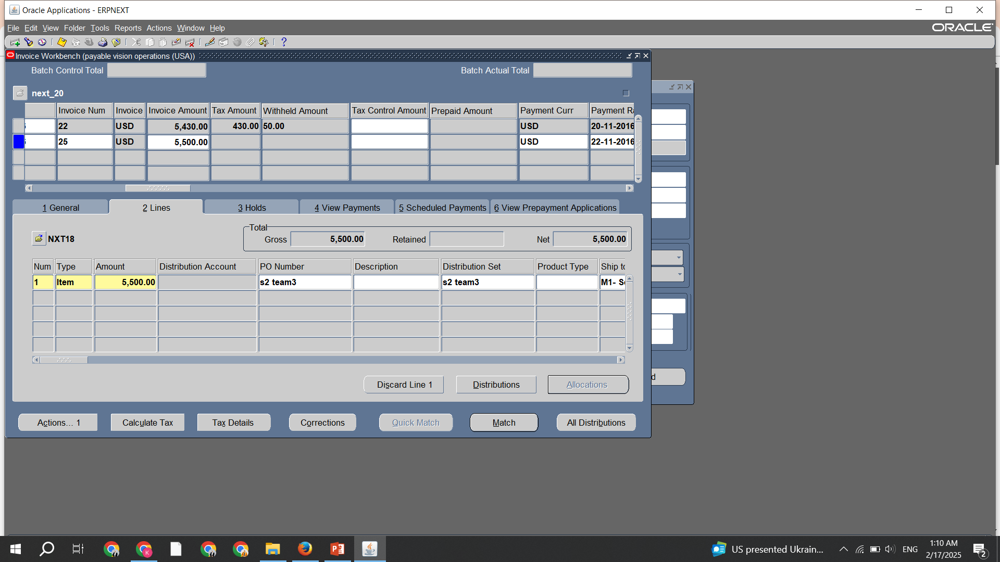 Oracle Applications - ERPNEXT
File Edit View Folder Tools Reports Actions Window Help
ORACLE
Invoice Workbench (payable vision operations (USA))
Batch Control Total
Batch Actual Total
next_20
Invoice Num Invoice Invoice Amount Tax Amount Withheld Amount Tax Control Amount Prepaid Amount Payment Curr Payment Ra
22 USD 5,430.00 430.00 50.00 USD 20-11-2016
25 USD 5,500.00 USD 22-11-2016
1 General 2 Lines 3 Holds 4 View Payments 5 Scheduled Payments 6 View Prepayment Applications
Total
NXT18 Gross 5,500.00 Retained Net 5,500.00
Num Type Amount Distribution Account PO Number Description Distribution Set Product Type Ship to
1 Item 5,500.00 s2 team3 s2 team3 M1- Se
d
Discard Line 1 Distributions Allocations
Actions... 1 Calculate Tax Tax Details Corrections Quick Match Match All Distributions
US presented Ukrain... ENG 1:10 AM
2/17/2025 2